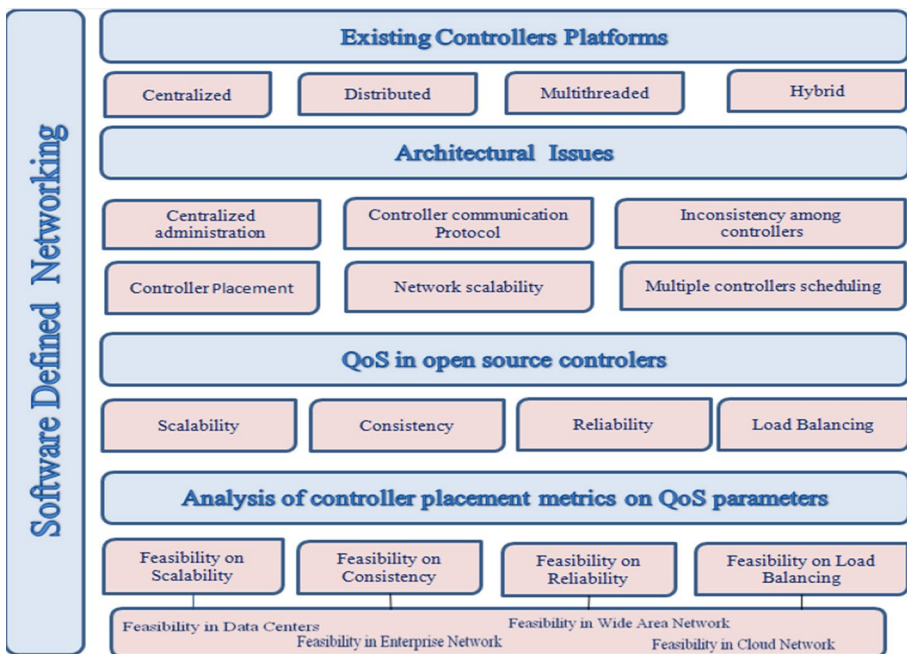 Software Defined Networking
Existing Controllers Platforms
Centralized
Distributed
Multithreaded
Hybrid
Architectural Issues
Centralized
administration
Controller communication
Protocol
Inconsistency among
controllers
Controller Placement
Network scalability
Multiple controllers scheduling
QoS in open source controlers
Scalability
Consistency
Reliability
Load Balancing
Analysis of controller placement metrics on QoS parameters
Feasibility on
Scalability
Feasibility on
Consistency
Feasibility on
Reliability
Feasibility on Load
Balancing
Feasibility in Data Centers
Feasibility in Enterprise Network
Feasibility in Wide Area Network
Feasibility in Cloud Network